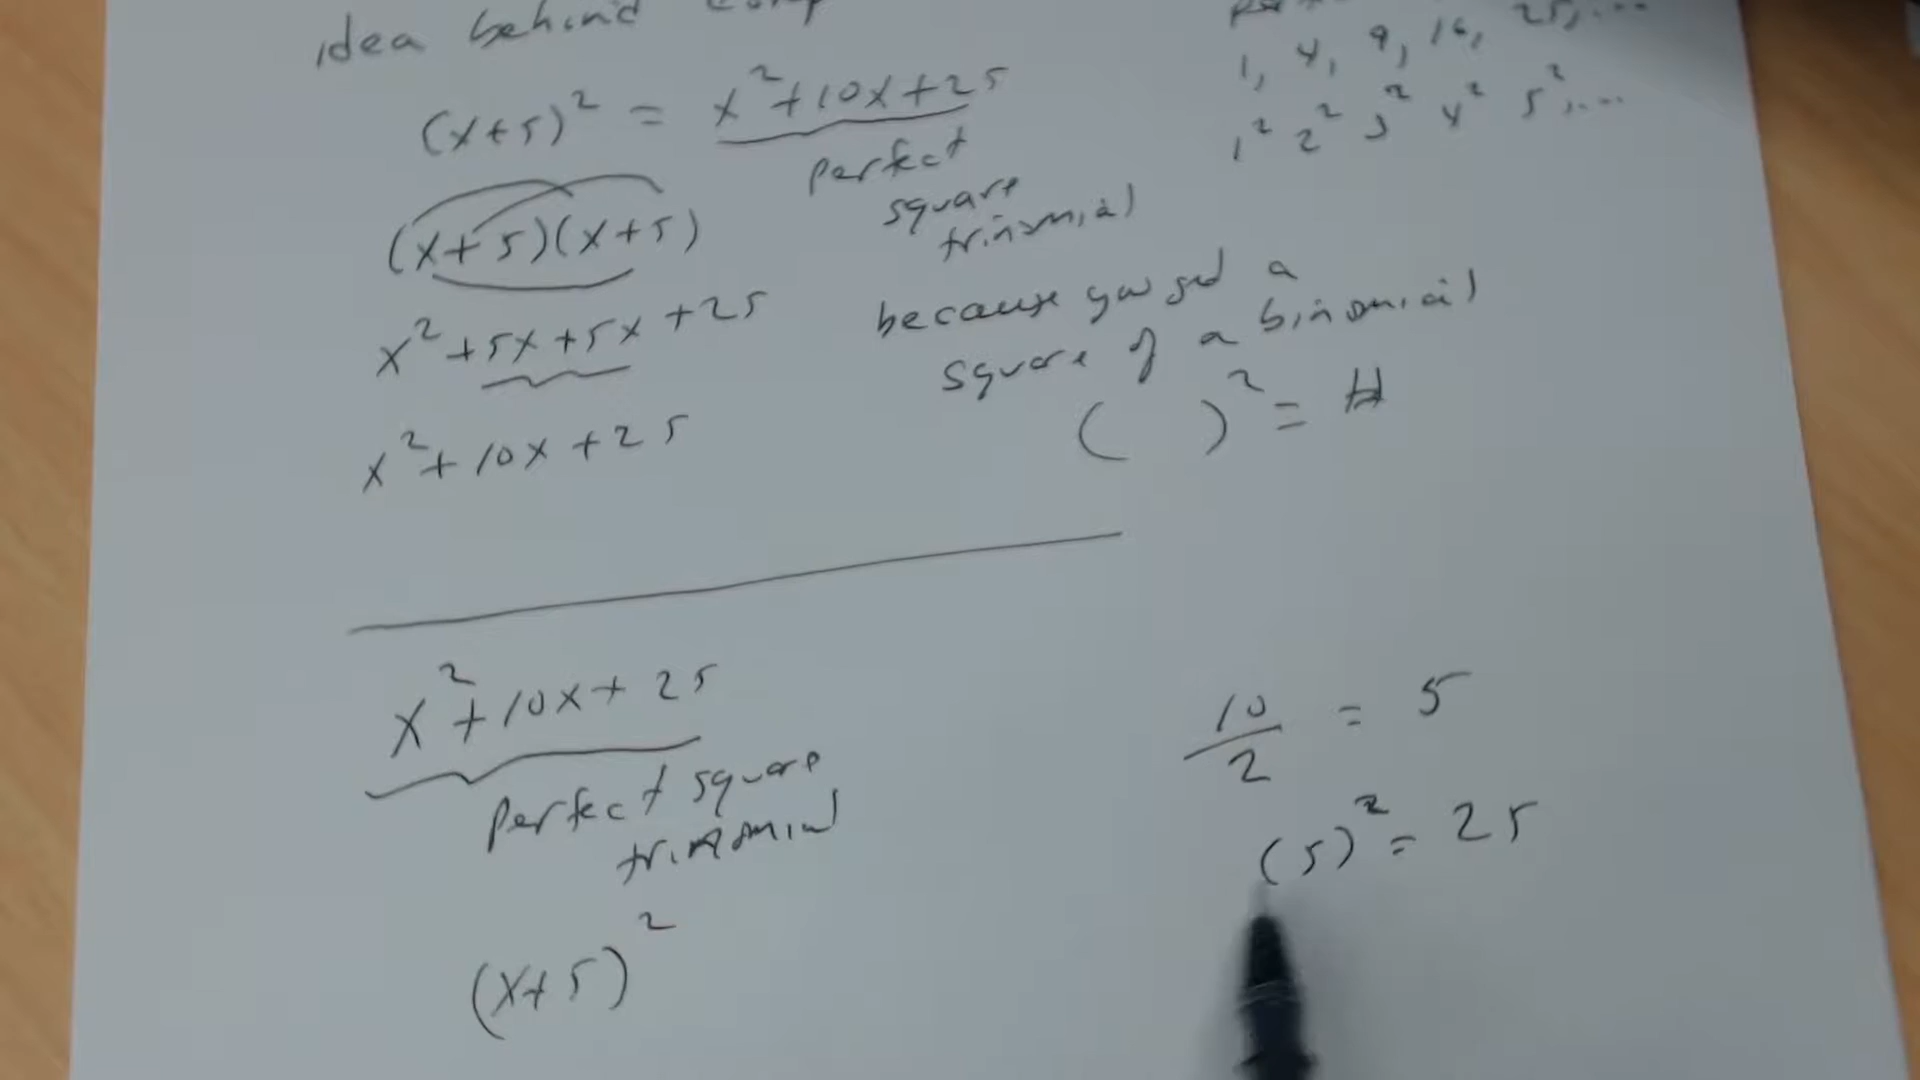 idea behind
(x+5)² = x²+10x+25
perfect
square
trinomial
1, 4, 9, 16, 25, ...
1² 2² 3² 4² 5², ...
(x+5)(x+5)
x²+5x+5x+25
x²+10x+25
because you get a
square of a binomial
( )² = #
x²+10x+25
perfect square
trinomial
(x+5)²
10/2 = 5
(5)² = 25